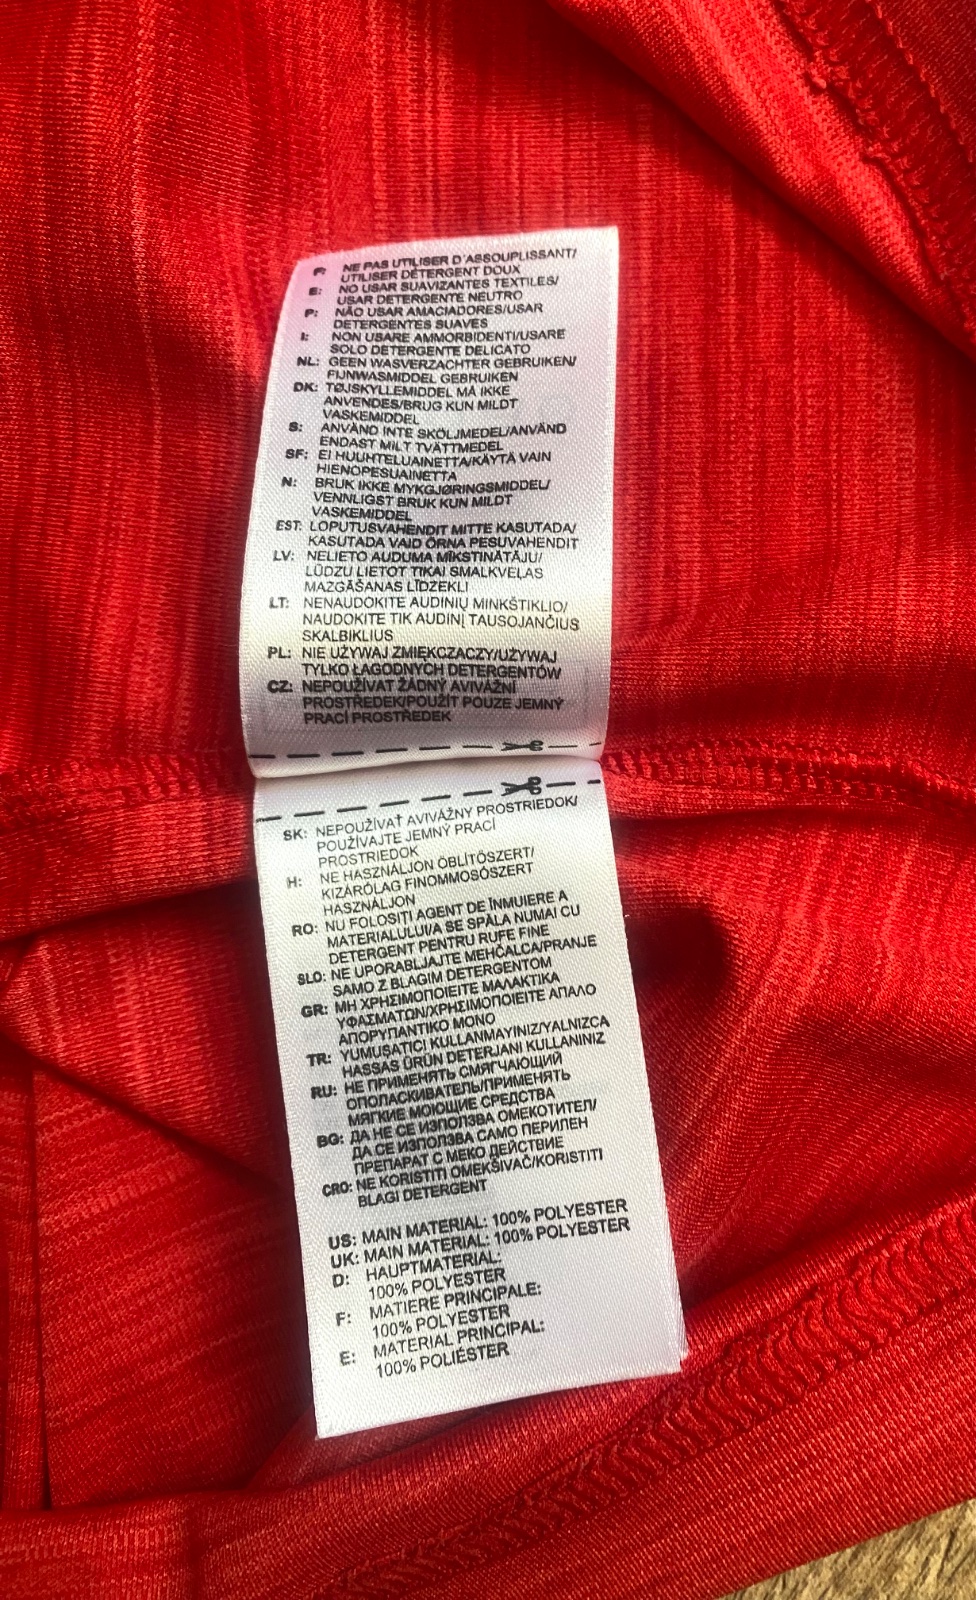 F: NE PAS UTILISER D'ASSOUPLISSANT/
UTILISER DÉTERGENT DOUX
E: NO USAR SUAVIZANTES TEXTILES/
USAR DETERGENTE NEUTRO
P: NÃO USAR AMACIADORES/USAR
DETERGENTES SUAVES
I: NON USARE AMMORBIDENTI/USARE
SOLO DETERGENTE DELICATO
NL: GEEN WASVERZACHTER GEBRUIKEN/
FIJNWASMIDDEL GEBRUIKEN
DK: TØJSKYLLEMIDDEL MÅ IKKE
ANVENDES/BRUG KUN MILDT
VASKEMIDDEL
S: ANVÄND INTE SKÖLJMEDEL/ANVÄND
ENDAST MILT TVÄTTMEDEL
SF: EI HUUHTELUAINETTA/KÄYTÄ VAIN
HIENOPESUAINETTA
N: BRUK IKKE MYKGJØRINGSMIDDEL/
VENNLIGST BRUK KUN MILDT
VASKEMIDDEL
EST: LOPUTUSVAHENDIT MITTE KASUTADA/
KASUTADA VAID ÕRNA PESUVAHENDIT
LV: NELIETO AUDUMA MĪKSTINĀTĀJU/
LŪDZU LIETOT TIKAI SMALKVEĻAS
MAZGĀŠANAS LĪDZEKLI
LT: NENAUDOKITE AUDINIŲ MINKŠTIKLIO/
NAUDOKITE TIK AUDINĮ TAUSOJANČIUS
SKALBIKLIUS
PL: NIE UŻYWAJ ZMIĘKCZACZY/UŻYWAJ
TYLKO ŁAGODNYCH DETERGENTÓW
CZ: NEPOUŽÍVAT ŽÁDNÝ AVIVÁŽNÍ
PROSTŘEDEK/POUŽÍT POUZE JEMNÝ
PRACÍ PROSTŘEDEK
SK: NEPOUŽÍVAŤ AVIVÁŽNY PROSTRIEDOK/
POUŽÍVAJTE JEMNÝ PRACÍ
PROSTRIEDOK
H: NE HASZNÁLJON ÖBLÍTŐSZERT/
KIZÁRÓLAG FINOMMOSÓSZERT
HASZNÁLJON
RO: NU FOLOSITI AGENT DE ÎNMUIERE A
MATERIALULUI/A SE SPĂLA NUMAI CU
DETERGENT PENTRU RUFE FINE
SLO: NE UPORABLJAJTE MEHČALCA/PRANJE
SAMO Z BLAGIM DETERGENTOM
GR: ΜΗ ΧΡΗΣΙΜΟΠΟΙΕΙΤΕ ΜΑΛΑΚΤΙΚΑ
ΥΦΑΣΜΑΤΩΝ/ΧΡΗΣΙΜΟΠΟΙΕΙΤΕ ΑΠΑΛΟ
ΑΠΟΡΥΠΑΝΤΙΚΟ ΜΟΝΟ
TR: YUMUŞATICI KULLANMAYINIZ/YALNIZCA
HASSAS ÜRÜN DETERJANI KULLANINIZ
RU: НЕ ПРИМЕНЯТЬ СМЯГЧАЮЩИЙ
ОПОЛАСКИВАТЕЛЬ/ПРИМЕНЯТЬ
МЯГКИЕ МОЮЩИЕ СРЕДСТВА
BG: ДА НЕ СЕ ИЗПОЛЗВА ОМЕКОТИТЕЛ/
ДА СЕ ИЗПОЛЗВА САМО ПЕРИЛЕН
ПРЕПАРАТ С МЕКО ДЕЙСТВИЕ
CRO: NE KORISTITI OMEKŠIVAČ/KORISTITI
BLAGI DETERGENT
US: MAIN MATERIAL: 100% POLYESTER
UK: MAIN MATERIAL: 100% POLYESTER
D: HAUPTMATERIAL:
100% POLYESTER
F: MATIERE PRINCIPALE:
100% POLYESTER
E: MATERIAL PRINCIPAL:
100% POLIÉSTER